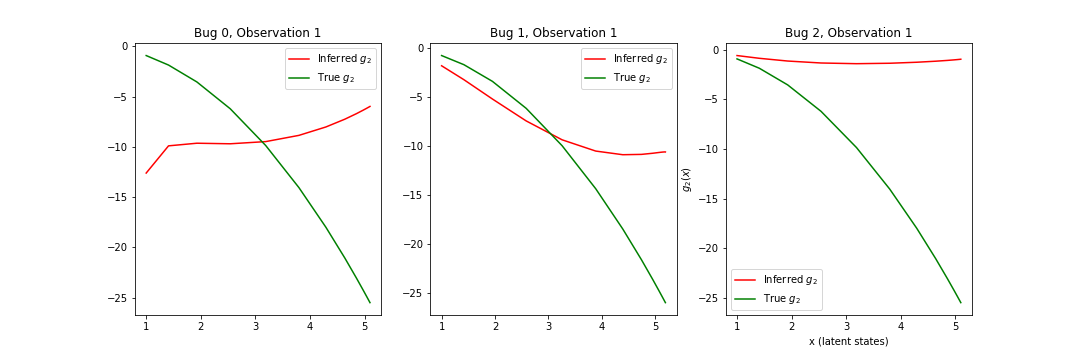 Bug 0, Observation 1
Inferred g₂
True g₂
0
−5
−10
−15
−20
−25
1 2 3 4 5
Bug 1, Observation 1
Inferred g₂
True g₂
0
−5
−10
−15
−20
−25
1 2 3 4 5
Bug 2, Observation 1
g₂(x)
0
−5
−10
−15
−20
−25
Inferred g₂
True g₂
1 2 3 4 5
x (latent states)